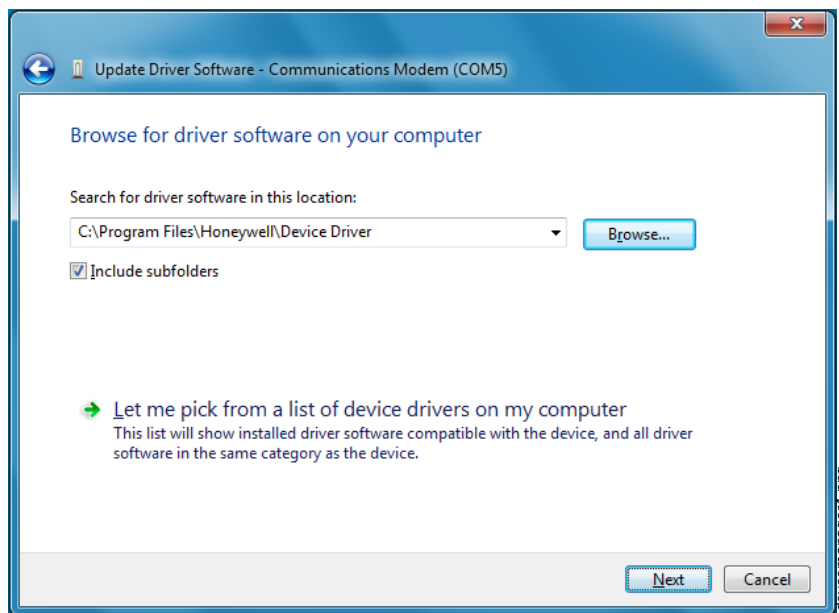 Update Driver Software - Communications Modem (COM5)
Browse for driver software on your computer
Search for driver software in this location:
C:\Program Files\Honeywell\Device Driver
Browse...
Include subfolders
Let me pick from a list of device drivers on my computer
This list will show installed driver software compatible with the device, and all driver
software in the same category as the device.
Next
Cancel